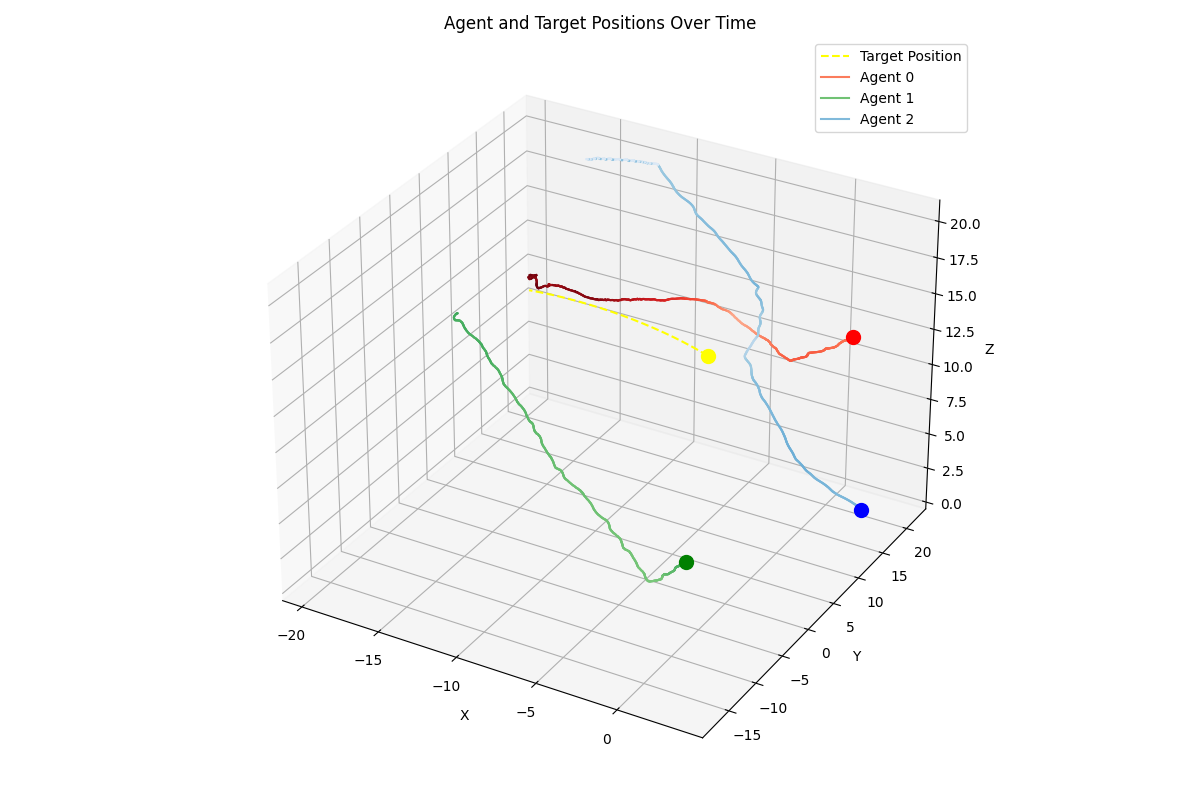 Agent and Target Positions Over Time
Target Position
Agent 0
Agent 1
Agent 2
20.0
17.5
15.0
12.5
10.0
7.5
5.0
2.5
0.0
Z
20
15
10
5
0
−5
−10
−15
Y
−20
−15
−10
−5
0
X